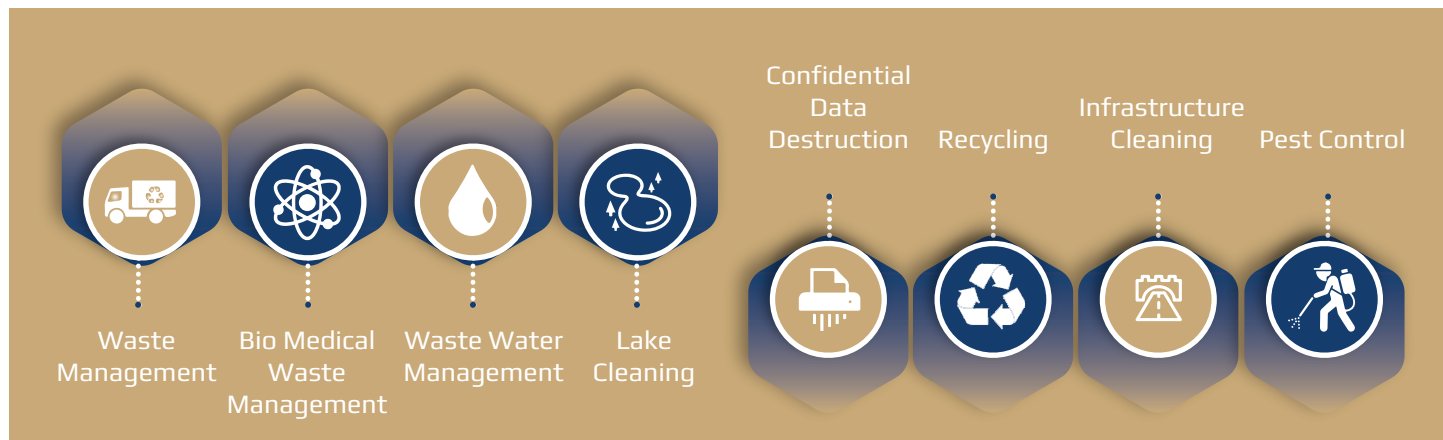 Waste
Management
Bio Medical
Waste
Management
Waste Water
Management
Lake
Cleaning
Confidential
Data
Destruction
Recycling
Infrastructure
Cleaning
Pest Control